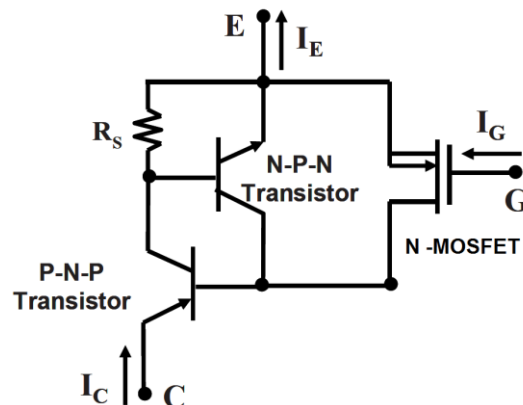 E
I_E
R_S
I_G
N-P-N
Transistor
G
N -MOSFET
P-N-P
Transistor
I_C
C